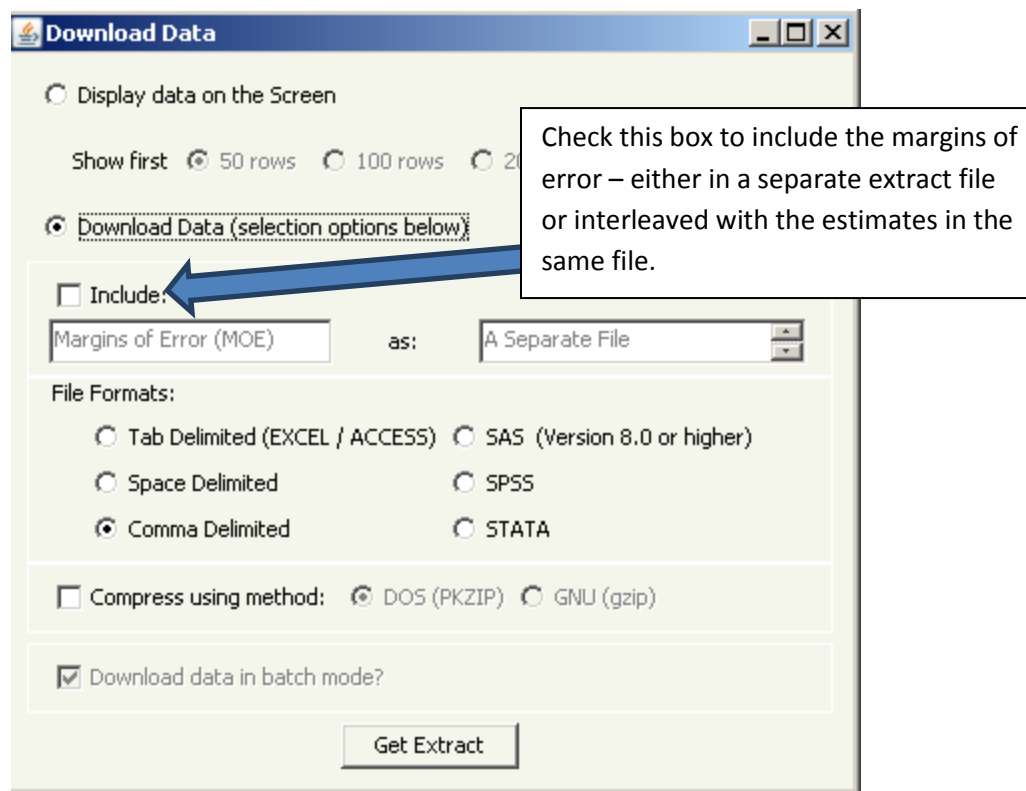 Download Data
Display data on the Screen
Show first 50 rows 100 rows
Check this box to include the margins of
error – either in a separate extract file
or interleaved with the estimates in the
same file.
Download Data (selection options below)
Include:
Margins of Error (MOE) as: A Separate File
File Formats:
Tab Delimited (EXCEL / ACCESS) SAS (Version 8.0 or higher)
Space Delimited SPSS
Comma Delimited STATA
Compress using method: DOS (PKZIP) GNU (gzip)
Download data in batch mode?
Get Extract